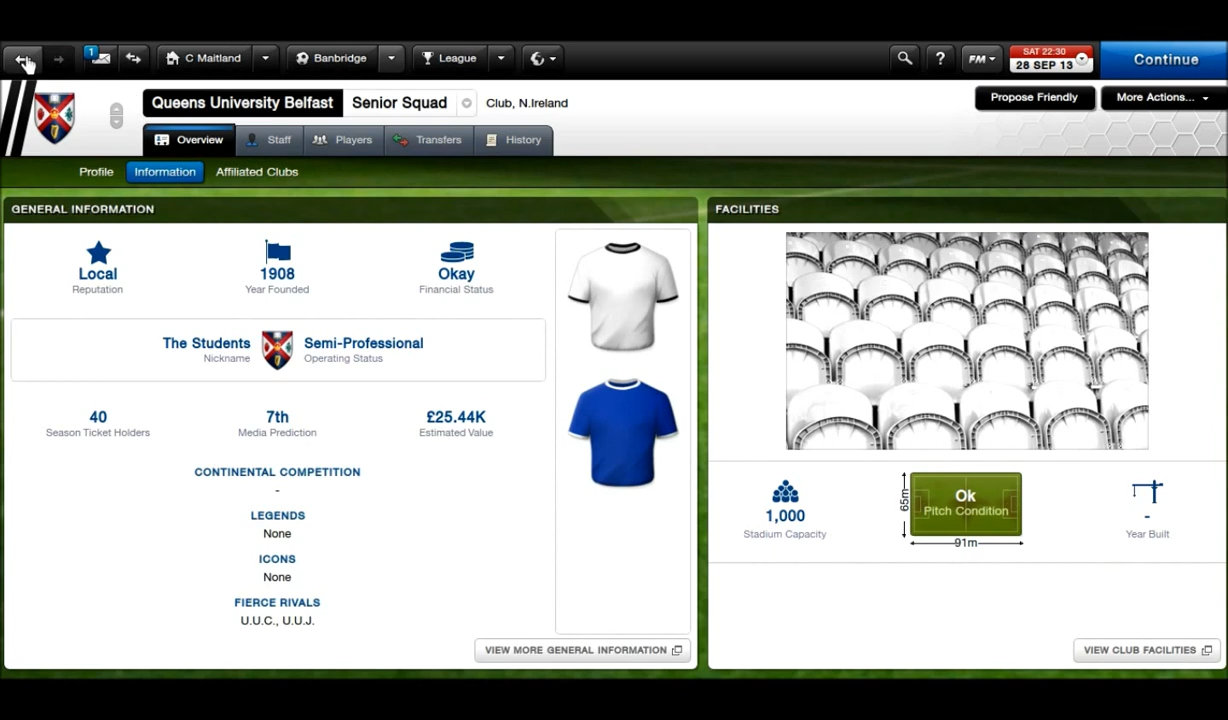 1
C Maitland
Banbridge
League
?
FM
SAT 22:30
28 SEP 13
Continue
Queens University Belfast
Senior Squad
Club, N.Ireland
Propose Friendly
More Actions...
Overview
Staff
Players
Transfers
History
Profile
Information
Affiliated Clubs
GENERAL INFORMATION
Local
Reputation
1908
Year Founded
Okay
Financial Status
The Students
Nickname
Semi-Professional
Operating Status
40
Season Ticket Holders
7th
Media Prediction
£25.44K
Estimated Value
CONTINENTAL COMPETITION
-
LEGENDS
None
ICONS
None
FIERCE RIVALS
U.U.C., U.U.J.
VIEW MORE GENERAL INFORMATION
FACILITIES
1,000
Stadium Capacity
65m
Ok
Pitch Condition
91m
-
Year Built
VIEW CLUB FACILITIES